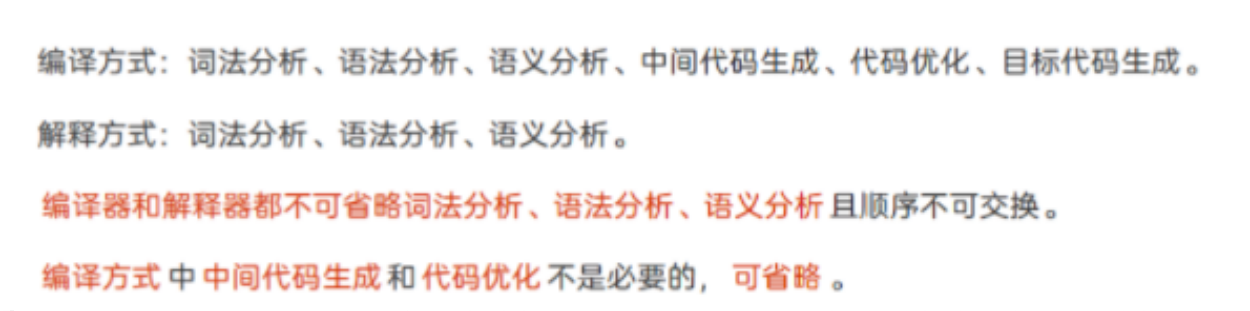 编译方式：词法分析、语法分析、语义分析、中间代码生成、代码优化、目标代码生成。
解释方式：词法分析、语法分析、语义分析。
编译器和解释器都不可省略词法分析、语法分析、语义分析且顺序不可交换。
编译方式中中间代码生成和代码优化不是必要的，可省略。